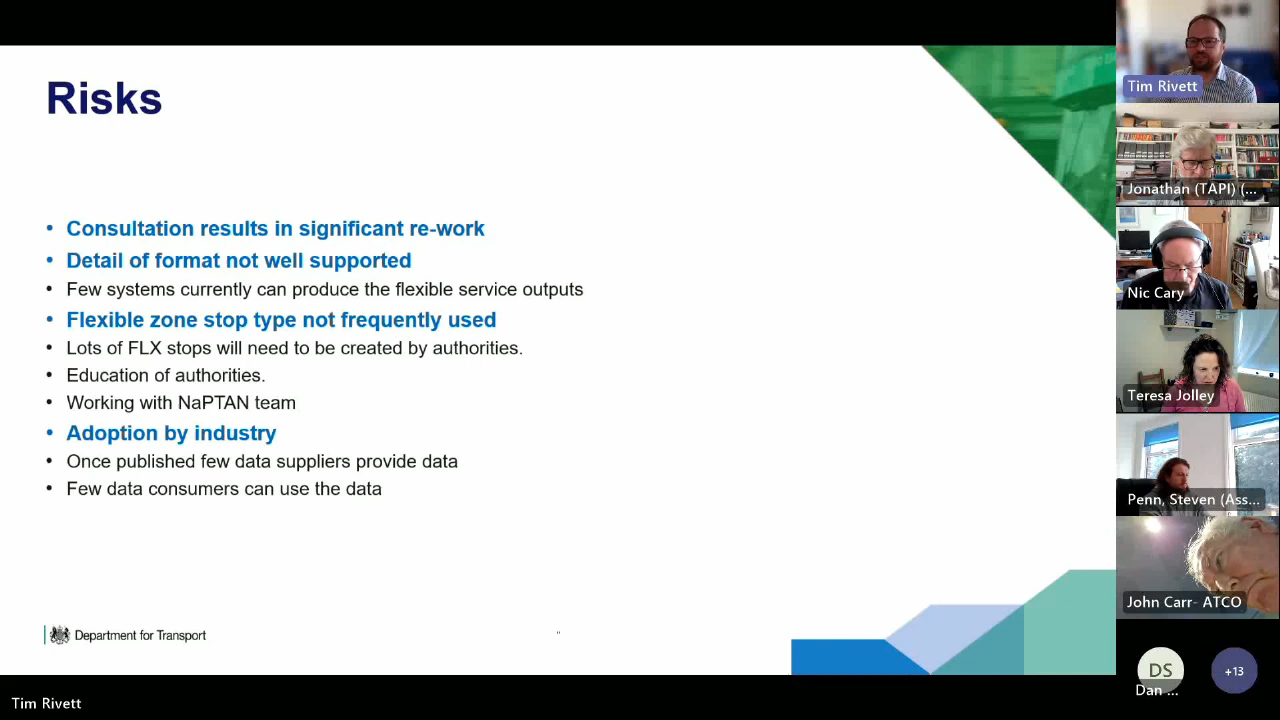 Risks
• Consultation results in significant re-work
• Detail of format not well supported
• Few systems currently can produce the flexible service outputs
• Flexible zone stop type not frequently used
• Lots of FLX stops will need to be created by authorities.
• Education of authorities.
• Working with NaPTAN team
• Adoption by industry
• Once published few data suppliers provide data
• Few data consumers can use the data
Department for Transport
Tim Rivett
Tim Rivett
Jonathan (TAPI) (...
Nic Cary
Teresa Jolley
Penn, Steven (Ass...
John Carr- ATCO
DS
Dan ...
+13